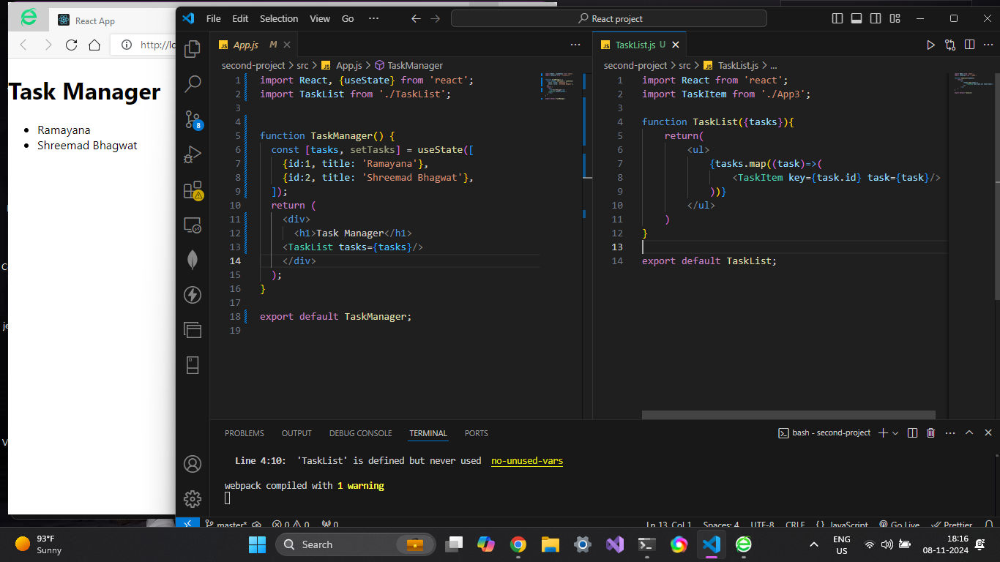 React App
http://lo
Task Manager
Ramayana
Shreemad Bhagwat
File Edit Selection View Go ···
React project
App.js M
second-project > src > App.js > TaskManager
1 import React, {useState} from 'react';
2 import TaskList from './TaskList';
3
4
5 function TaskManager() {
6 const [tasks, setTasks] = useState([
7 {id:1, title: 'Ramayana'},
8 {id:2, title: 'Shreemad Bhagwat'},
9 ]);
10 return (
11 <div>
12 <h1>Task Manager</h1>
13 <TaskList tasks={tasks}/>
14 </div>
15 );
16 }
17
18 export default TaskManager;
19
TaskList.js U
second-project > src > TaskList.js > ...
1 import React from 'react';
2 import TaskItem from './App3';
3
4 function TaskList({tasks}){
5 return(
6 <ul>
7 {tasks.map((task)=>(
8 <TaskItem key={task.id} task={task}/>
9 ))}
10 </ul>
11 )
12 }
13
14 export default TaskList;
8
PROBLEMS OUTPUT DEBUG CONSOLE TERMINAL PORTS
bash - second-project
Line 4:10: 'TaskList' is defined but never used no-unused-vars
webpack compiled with 1 warning
master* 0 0 0
Ln 13, Col 1 Spaces: 4 UTF-8 CRLF {} JavaScript Go Live Prettier
93°F
Sunny
Search
ENG
US
18:16
08-11-2024